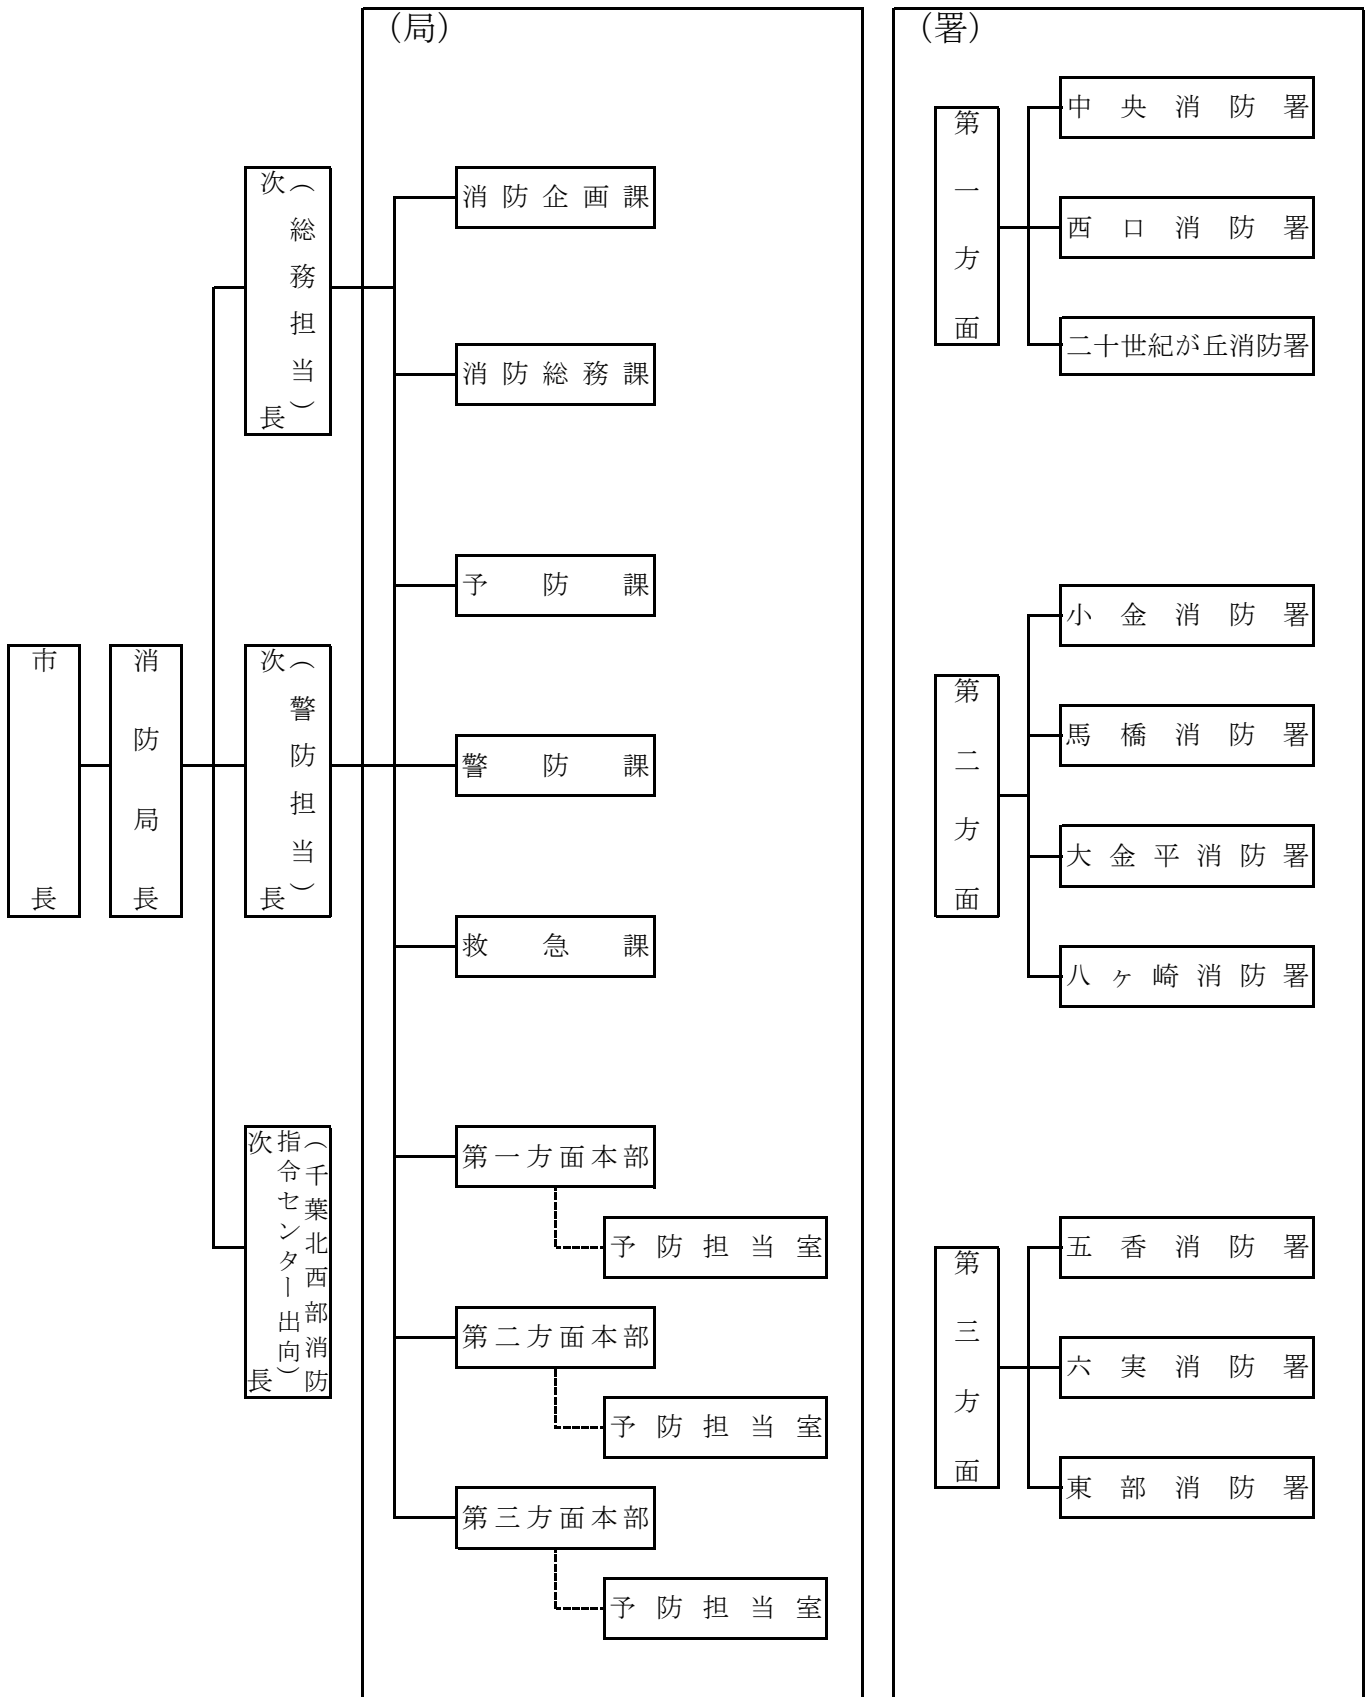 市長
消防局長
次長
（総務担当）
次長
（警防担当）
次長
（千葉北西部消防
指令センター出向）
（局）
消防企画課
消防総務課
予防課
警防課
救急課
第一方面本部
予防担当室
第二方面本部
予防担当室
第三方面本部
予防担当室
（署）
第一方面
中央消防署
西口消防署
二十世紀が丘消防署
第二方面
小金消防署
馬橋消防署
大金平消防署
八ヶ崎消防署
第三方面
五香消防署
六実消防署
東部消防署